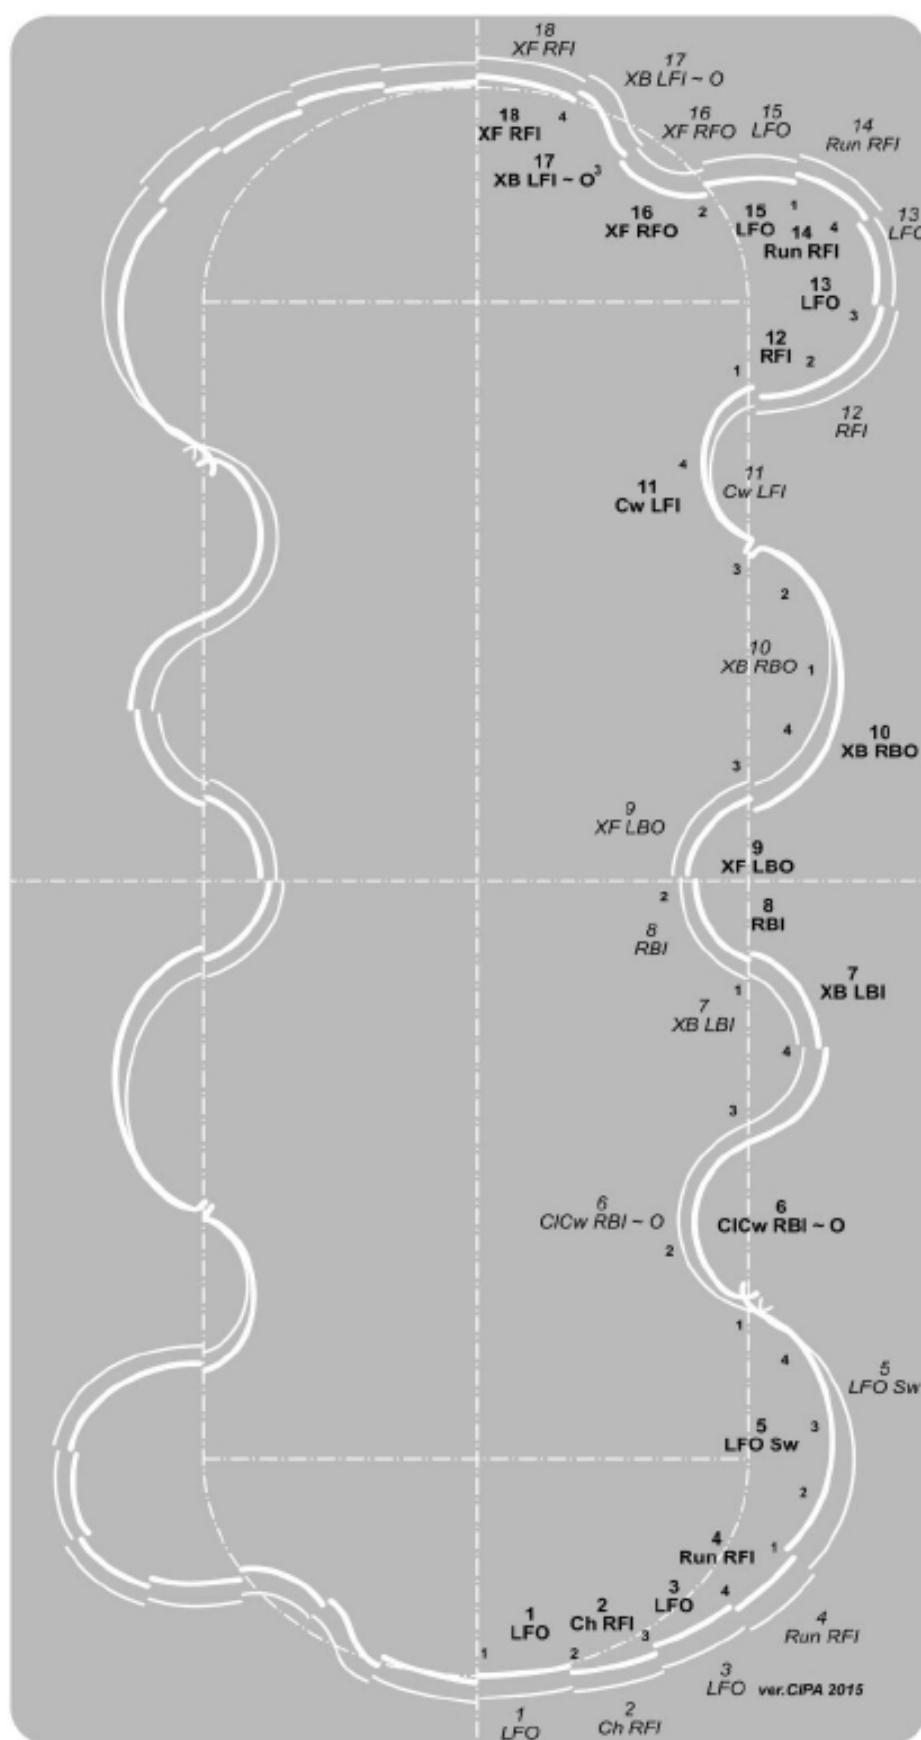 18
XF RFI
17
XB LFI ~ O
16
XF RFO
15
LFO
14
Run RFI
13
LFO
18
XF RFI
4
17
XB LFI ~ O
3
16
XF RFO
2
15
LFO
1
14
Run RFI
4
13
LFO
3
12
RFI
2
1
12
RFI
11
Cw LFI
4
11
Cw LFI
3
2
10
XB RBO
1
4
3
10
XB RBO
9
XF LBO
9
XF LBO
2
8
RBI
8
RBI
7
XB LBI
1
7
XB LBI
4
3
6
ClCw RBI ~ O
2
6
ClCw RBI ~ O
1
4
5
LFO Sw
5
LFO Sw
3
2
1
4
Run RFI
4
3
LFO
3
2
Ch RFI
2
1
LFO
1
4
Run RFI
3
LFO
ver.CIPA 2015
2
Ch RFI
1
LFO